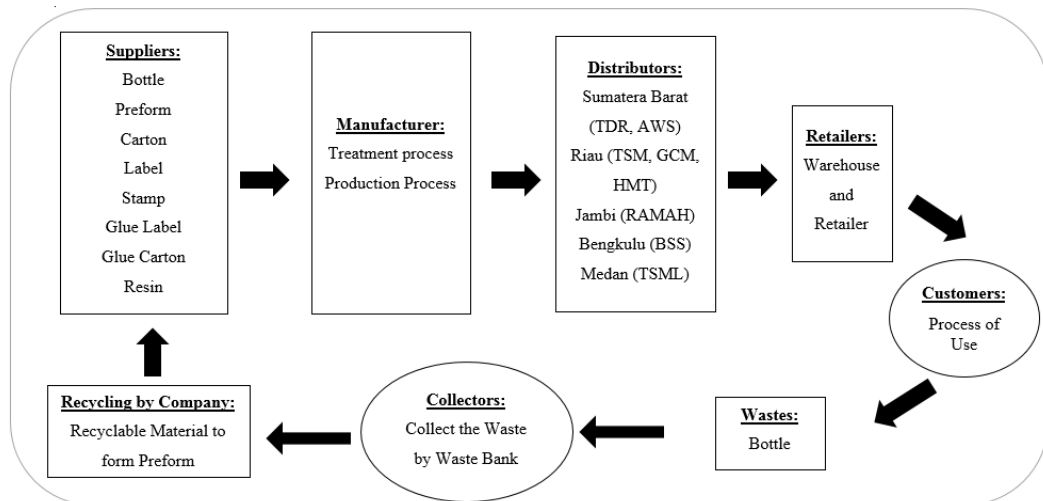 Suppliers:
Bottle
Preform
Carton
Label
Stamp
Glue Label
Glue Carton
Resin
Manufacturer:
Treatment process
Production Process
Distributors:
Sumatera Barat
(TDR, AWS)
Riau (TSM, GCM,
HMT)
Jambi (RAMAH)
Bengkulu (BSS)
Medan (TSML)
Retailers:
Warehouse
and
Retailer
Customers:
Process of
Use
Wastes:
Bottle
Collectors:
Collect the Waste
by Waste Bank
Recycling by Company:
Recyclable Material to
form Preform